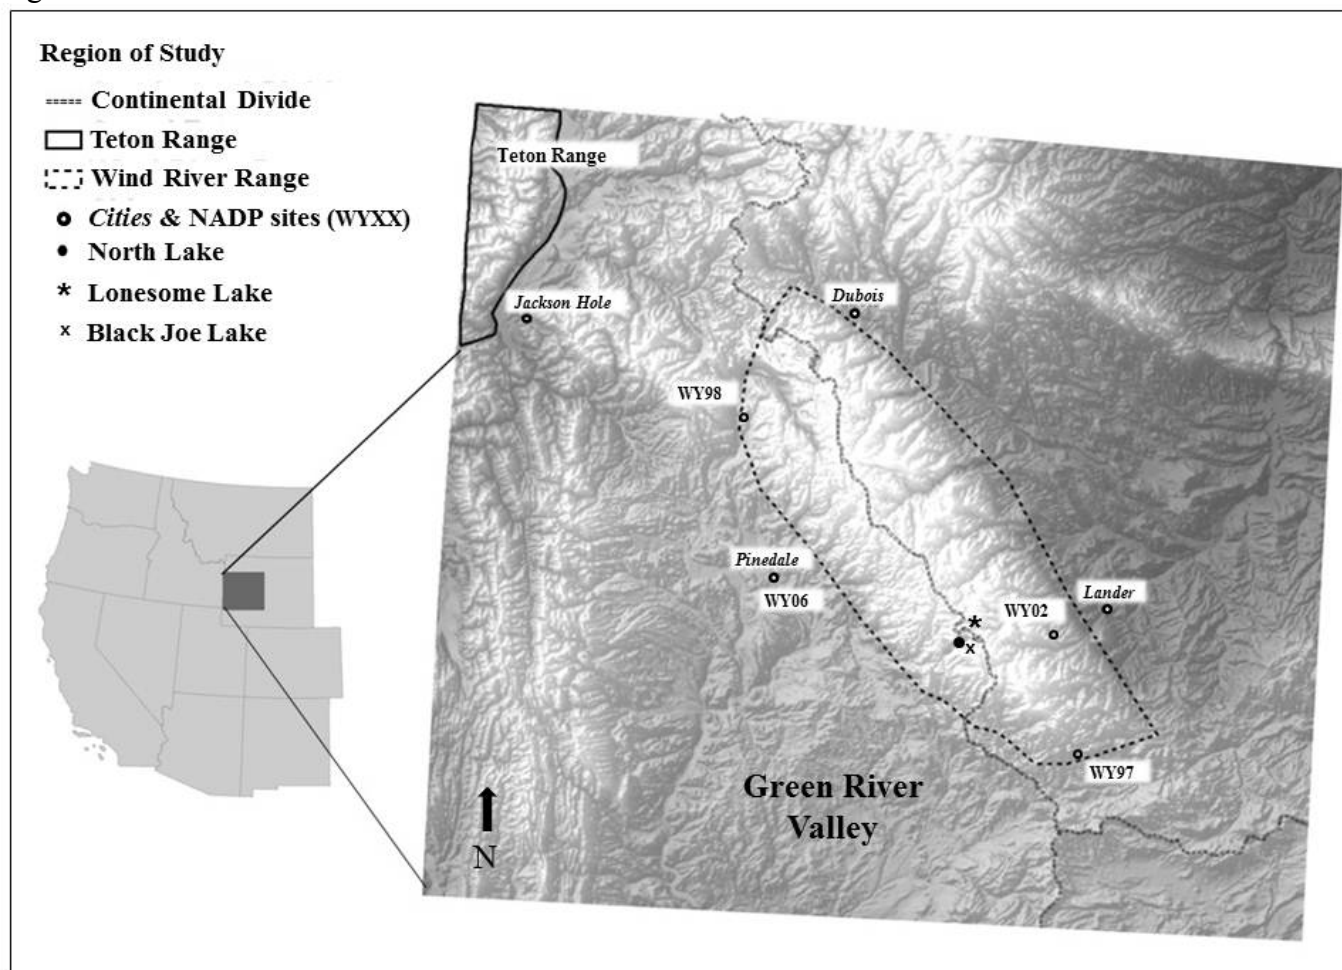 Region of Study
Continental Divide
Teton Range
Wind River Range
Cities & NADP sites (WYXX)
North Lake
* Lonesome Lake
x Black Joe Lake
Teton Range
Jackson Hole
Dubois
WY98
Pinedale
WY06
WY02
Lander
*
x
WY97
Green River
Valley
N